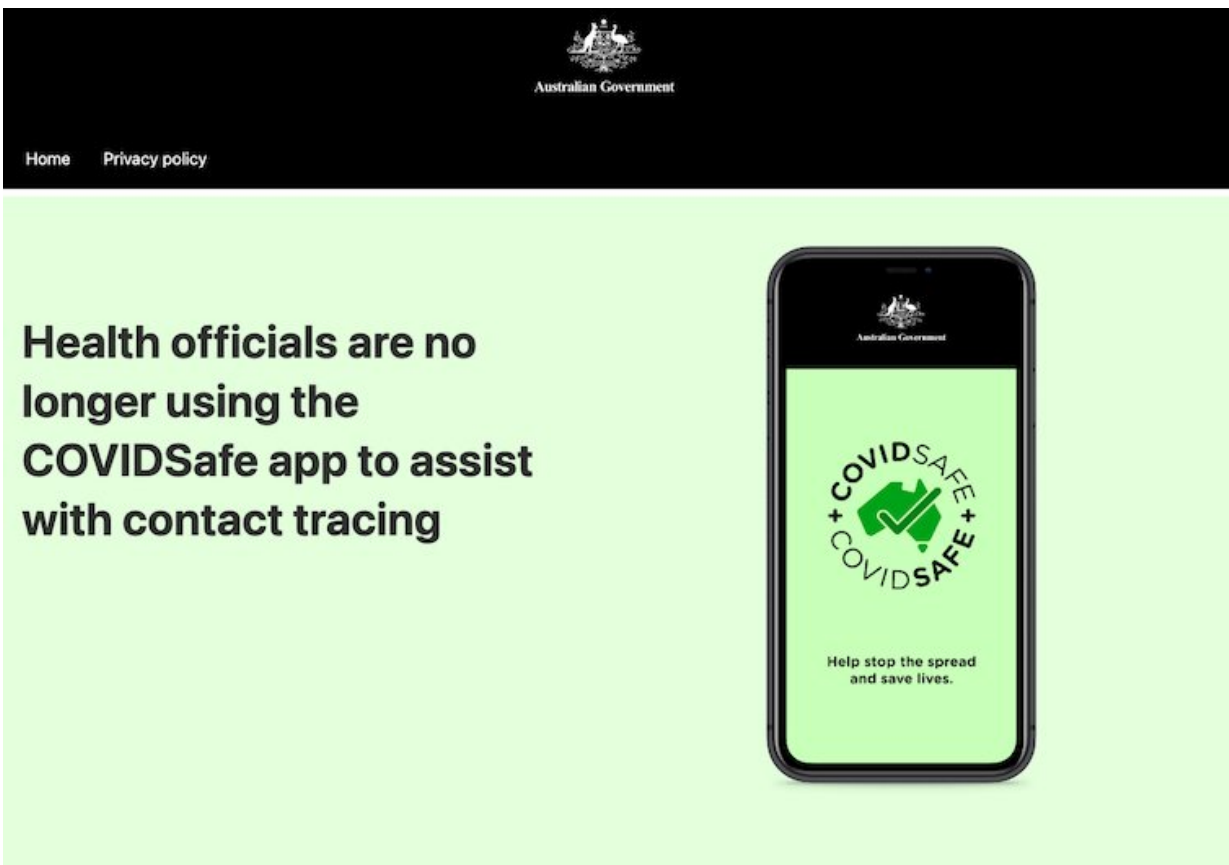 Australian Government
Home Privacy policy
Health officials are no
longer using the
COVIDSafe app to assist
with contact tracing
Australian Government
COVIDSAFE
COVIDSAFE
Help stop the spread
and save lives.